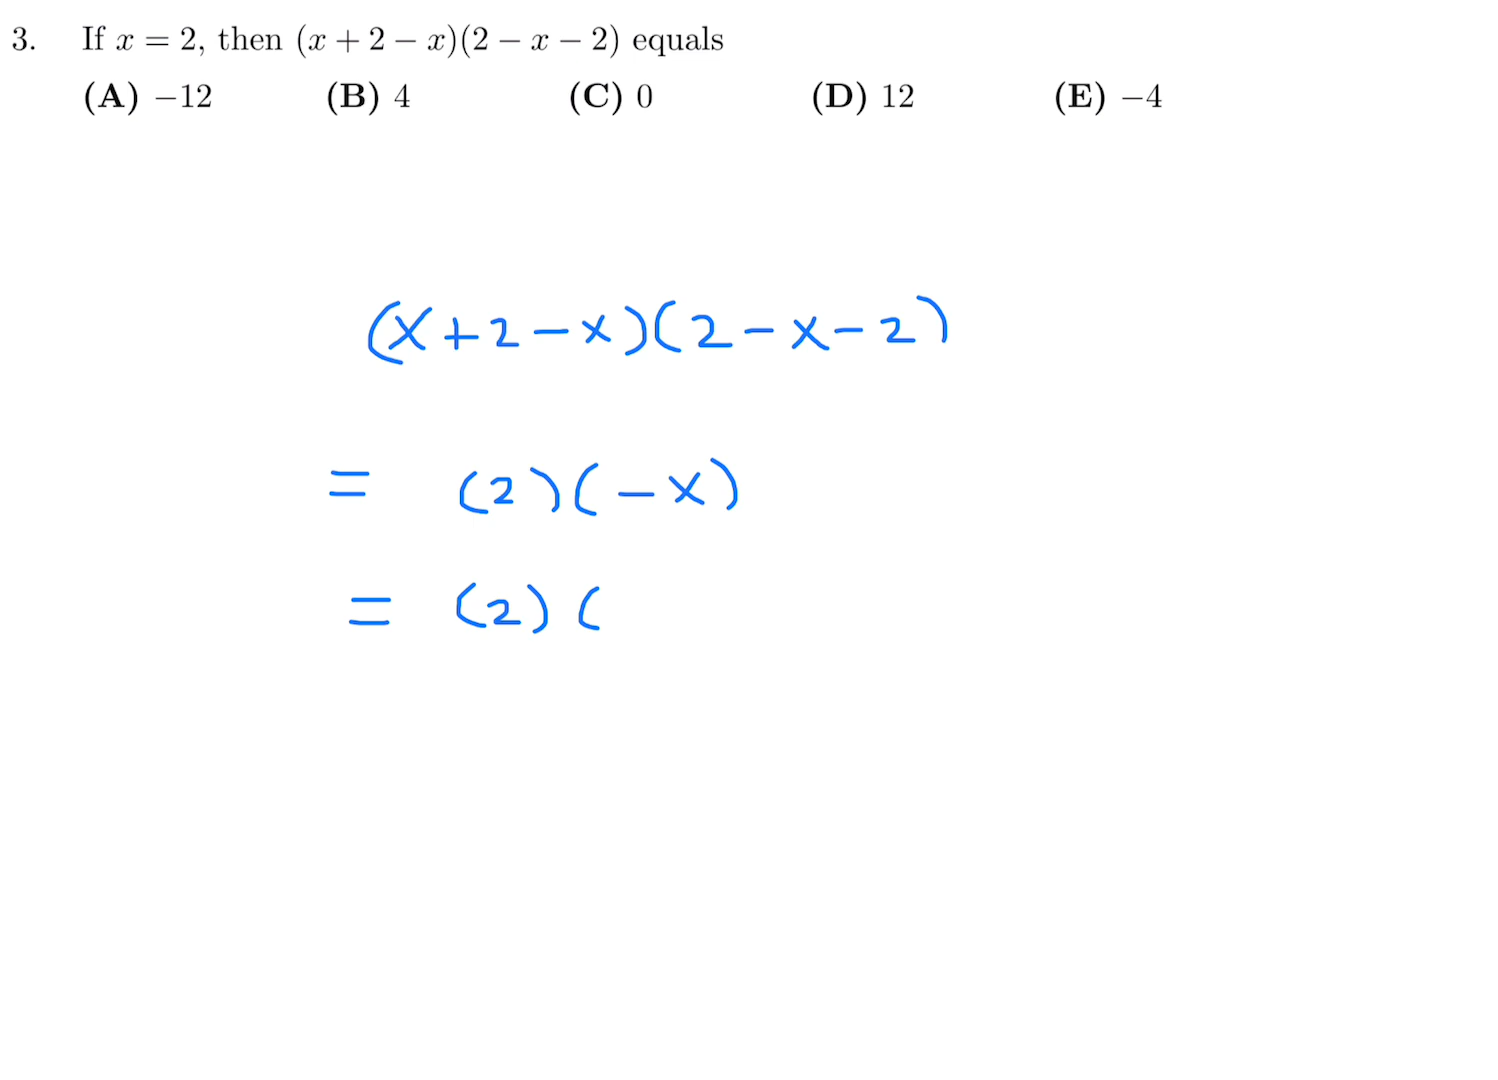 3. If x = 2, then (x + 2 − x)(2 − x − 2) equals
(A) −12 (B) 4 (C) 0 (D) 12 (E) −4
(x+2−x)(2−x−2)
= (2)(−x)
= (2)(